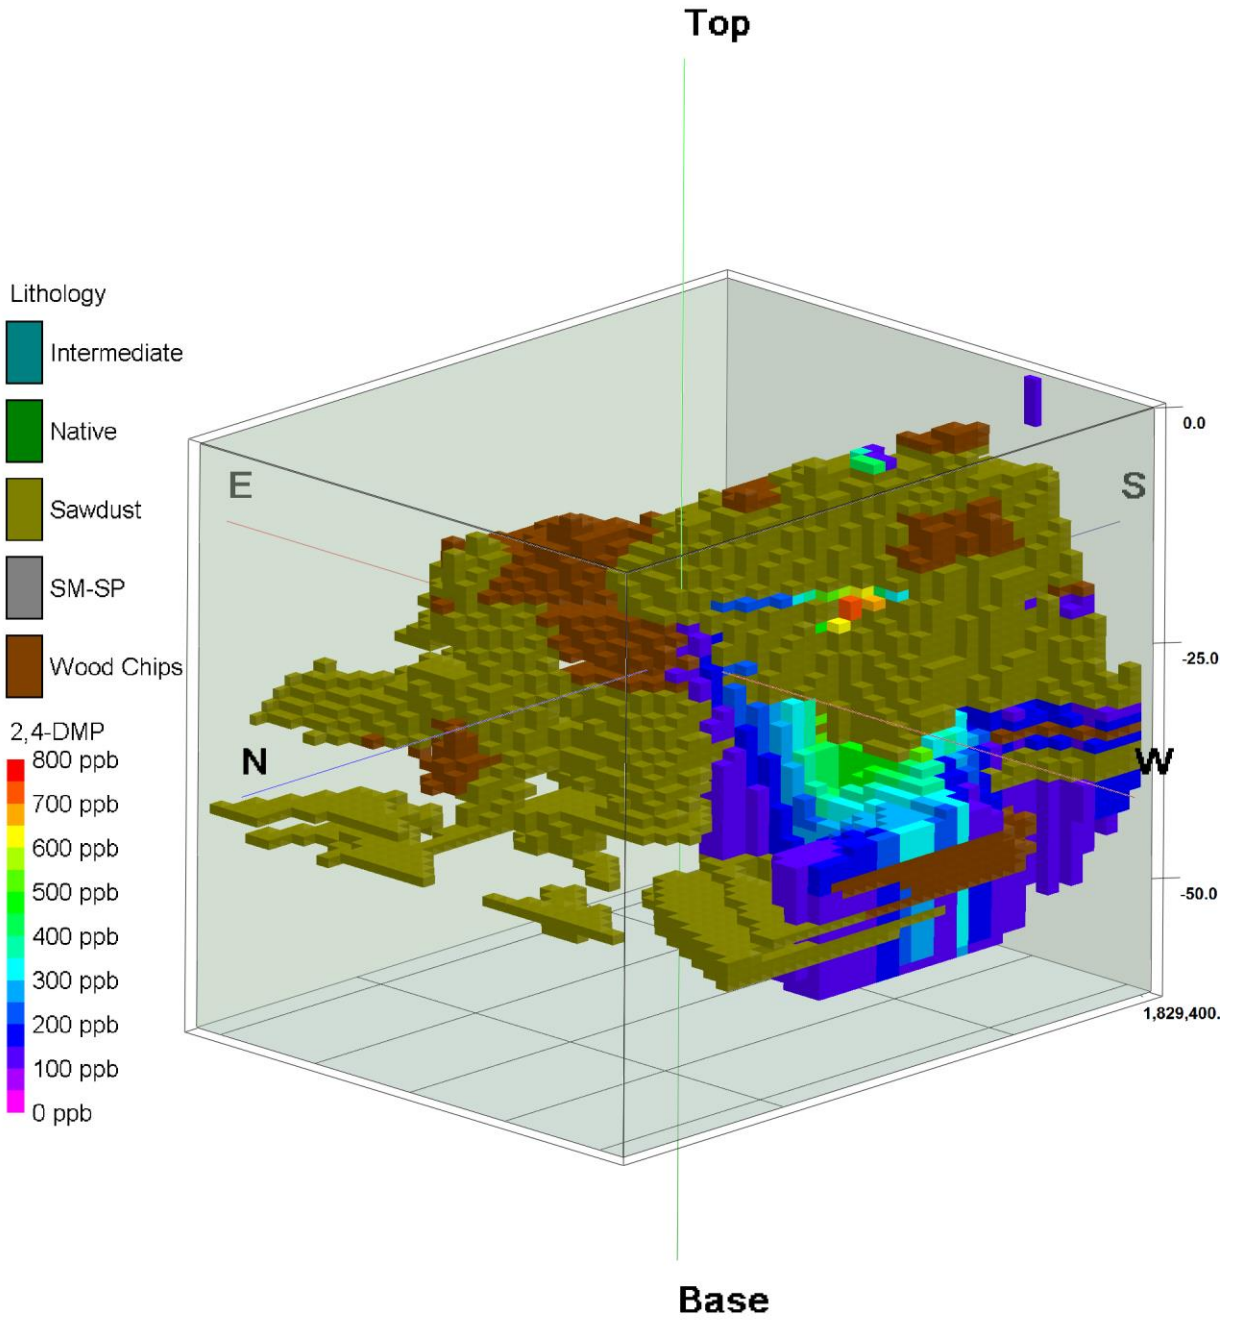 Top
Lithology
Intermediate
Native
Sawdust
SM-SP
Wood Chips
2,4-DMP
800 ppb
700 ppb
600 ppb
500 ppb
400 ppb
300 ppb
200 ppb
100 ppb
0 ppb
E
S
N
W
0.0
-25.0
-50.0
1,829,400.
Base